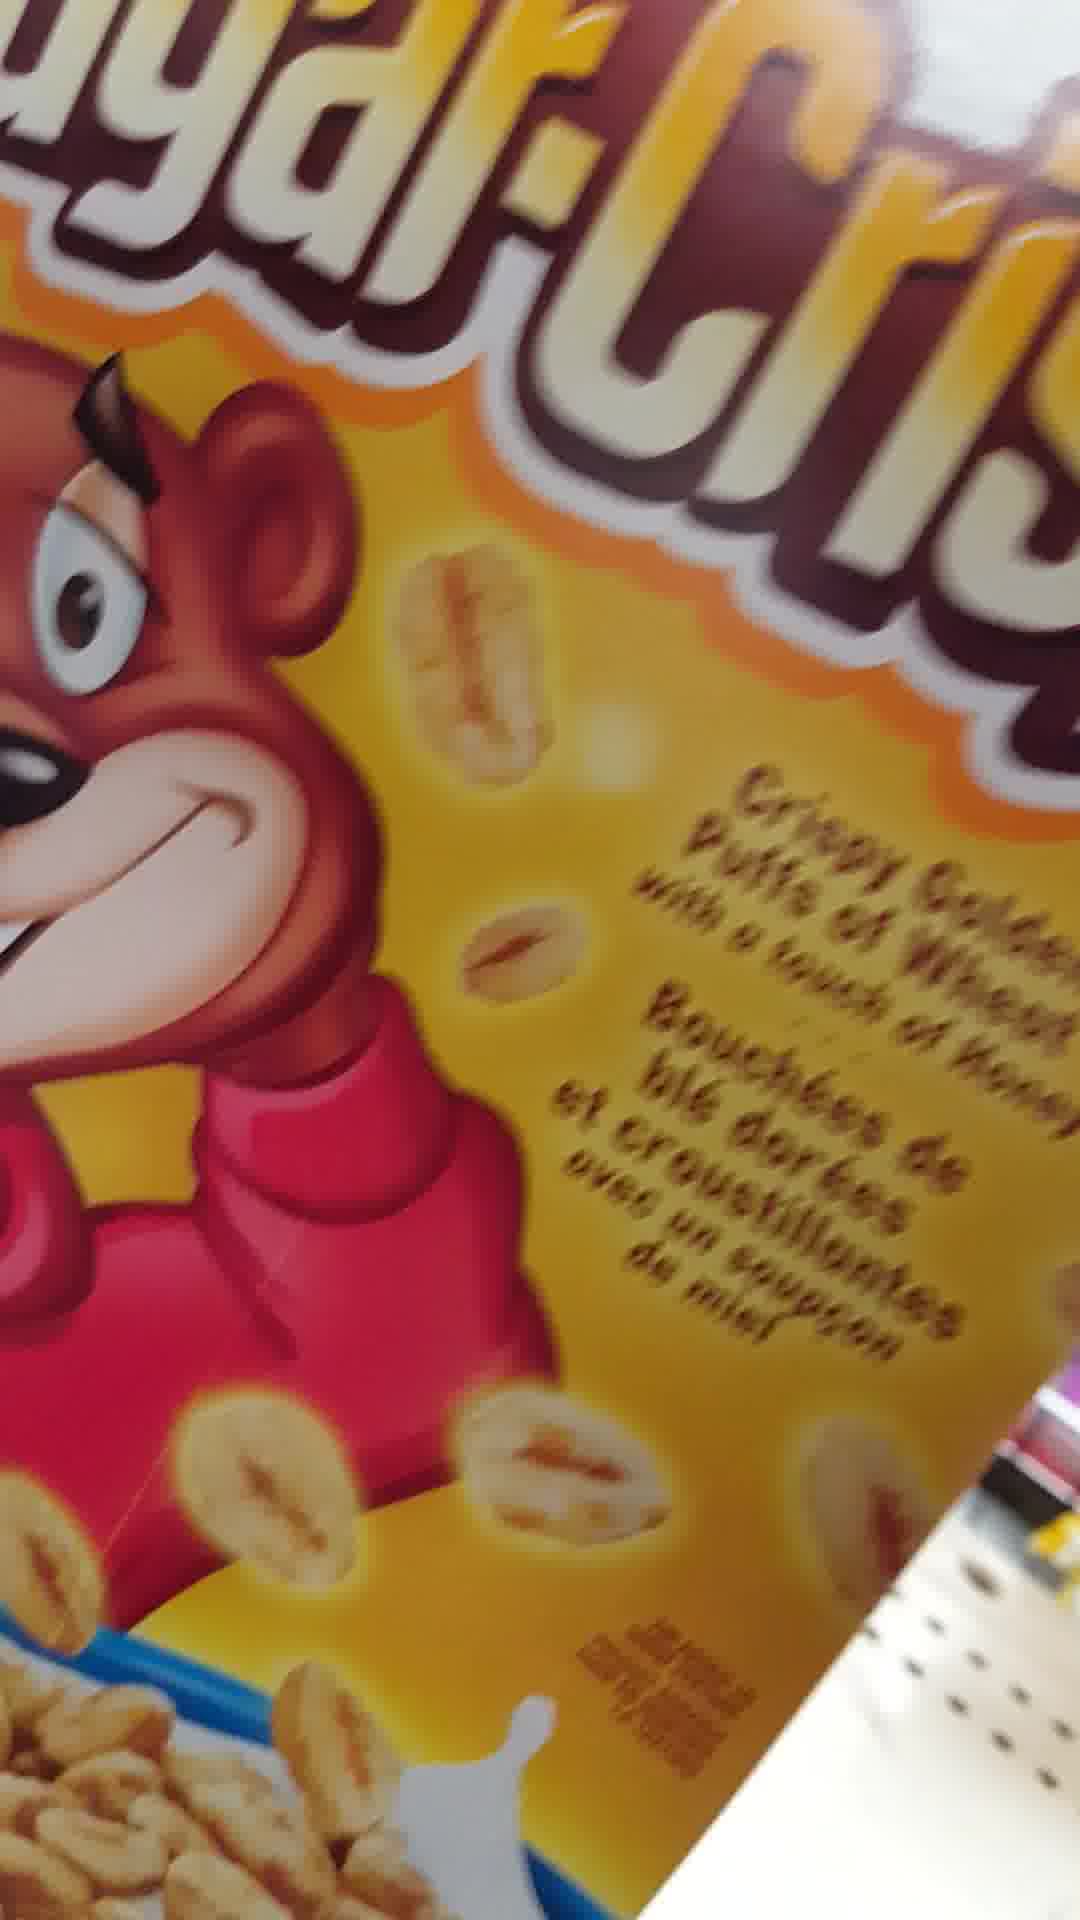 ugar-Cris
Crispy Golden
Puffs of Wheat
with a touch of Honey
Bouchées de
blé dorées
et croustillantes
avec un soupçon
de miel